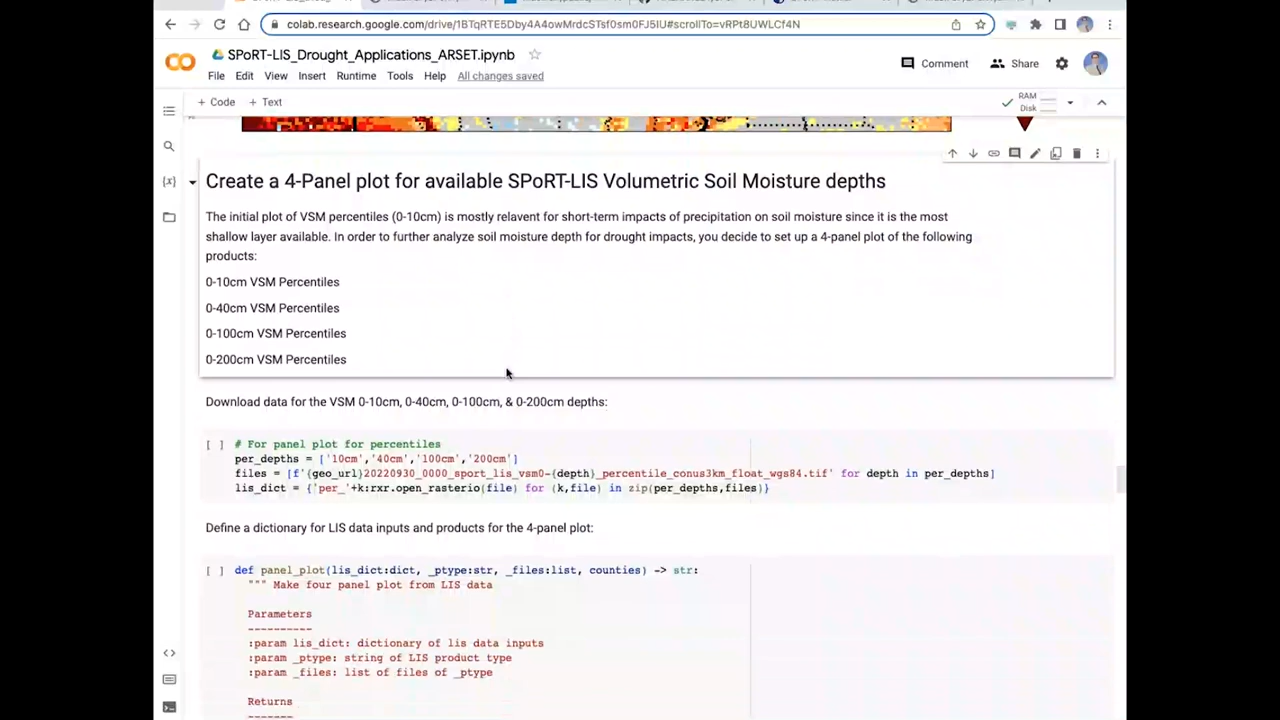 colab.research.google.com/drive/1BTqRTE5Dby4A4owMrdcSTsf0sm0FJ5IU#scrollTo=vRPt8UWLCf4N
SPoRT-LIS_Drought_Applications_ARSET.ipynb
Comment
Share
File Edit View Insert Runtime Tools Help All changes saved
+ Code + Text
RAM
Disk
Create a 4-Panel plot for available SPoRT-LIS Volumetric Soil Moisture depths
The initial plot of VSM percentiles (0-10cm) is mostly relavent for short-term impacts of precipitation on soil moisture since it is the most
shallow layer available. In order to further analyze soil moisture depth for drought impacts, you decide to set up a 4-panel plot of the following
products:
0-10cm VSM Percentiles
0-40cm VSM Percentiles
0-100cm VSM Percentiles
0-200cm VSM Percentiles
Download data for the VSM 0-10cm, 0-40cm, 0-100cm, & 0-200cm depths:
[ ] # For panel plot for percentiles
per_depths = ['10cm','40cm','100cm','200cm']
files = [f'{geo_url}20220930_0000_sport_lis_vsm0-{depth}_percentile_conus3km_float_wgs84.tif' for depth in per_depths]
lis_dict = {'per_'+k:rxr.open_rasterio(file) for (k,file) in zip(per_depths,files)}
Define a dictionary for LIS data inputs and products for the 4-panel plot:
[ ] def panel_plot(lis_dict:dict, _ptype:str, _files:list, counties) -> str:
""" Make four panel plot from LIS data
Parameters
----------
:param lis_dict: dictionary of lis data inputs
:param _ptype: string of LIS product type
:param _files: list of files of _ptype
Returns
-------